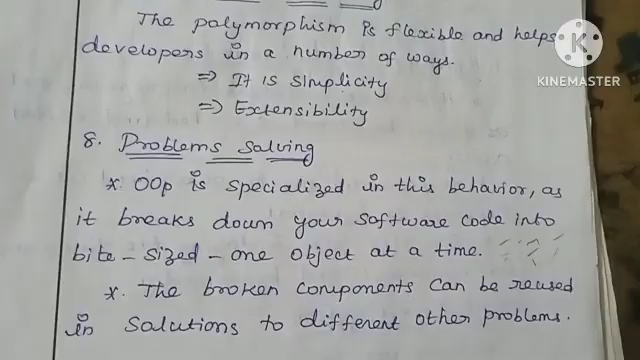 The polymorphism is flexible and helps
developers in a number of ways.
⇒ It is simplicity
⇒ Extensibility
8. Problems Salving
* OOp is specialized in this behavior, as
it breaks down your software code into
bite - sized - one object at a time.
* The broken components can be reused
in solutions to different other problems.
K
KINEMASTER